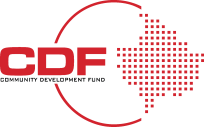 CDF
COMMUNITY DEVELOPMENT FUND